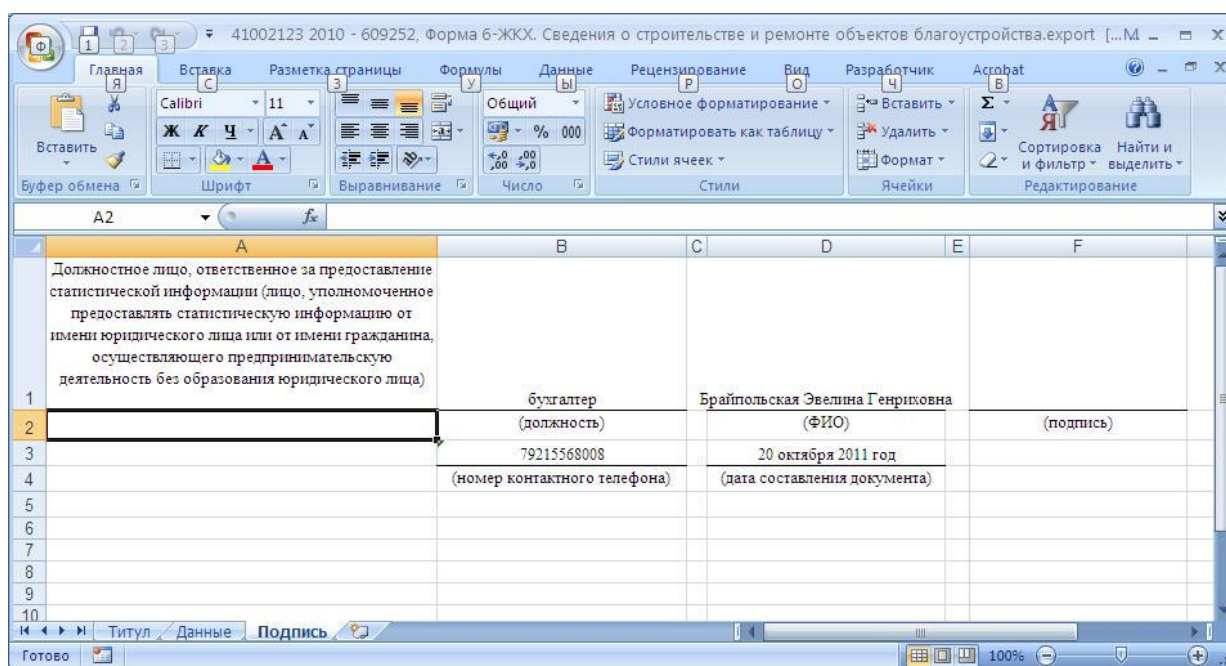 41002123 2010 - 609252, Форма 6-ЖКХ. Сведения о строительстве и ремонте объектов благоустройства.export [...М
Ф 1 2 3
Главная Вставка Разметка страницы Формулы Данные Рецензирование Вид Разработчик Acrobat
Я С З У Ы Р О Ч В
Calibri 11 Общий Условное форматирование Вставить Σ
Ж К Ч А А % 000 Форматировать как таблицу Удалить
Вставить А ,00 Стили ячеек Формат Сортировка и фильтр Найти и выделить
Буфер обмена Шрифт Выравнивание Число Стили Ячейки Редактирование
A2 fx
A B C D E F
Должностное лицо, ответственное за предоставление
статистической информации (лицо, уполномоченное
предоставлять статистическую информацию от
имени юридического лица или от имени гражданина,
осуществляющего предпринимательскую
деятельность без образования юридического лица)
1 бухгалтер Брайпольская Эвелина Генриховна
2 (должность) (ФИО) (подпись)
3 79215568008 20 октября 2011 год
4 (номер контактного телефона) (дата составления документа)
5
6
7
8
9
10
Титул Данные Подпись
Готово 100%